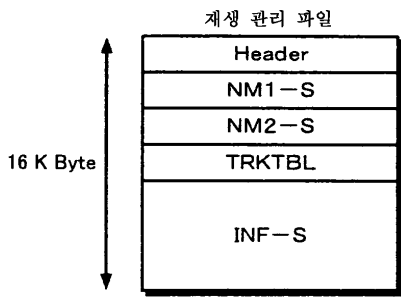 재생 관리 파일
Header
NM1-S
NM2-S
TRKTBL
16 K Byte
INF-S